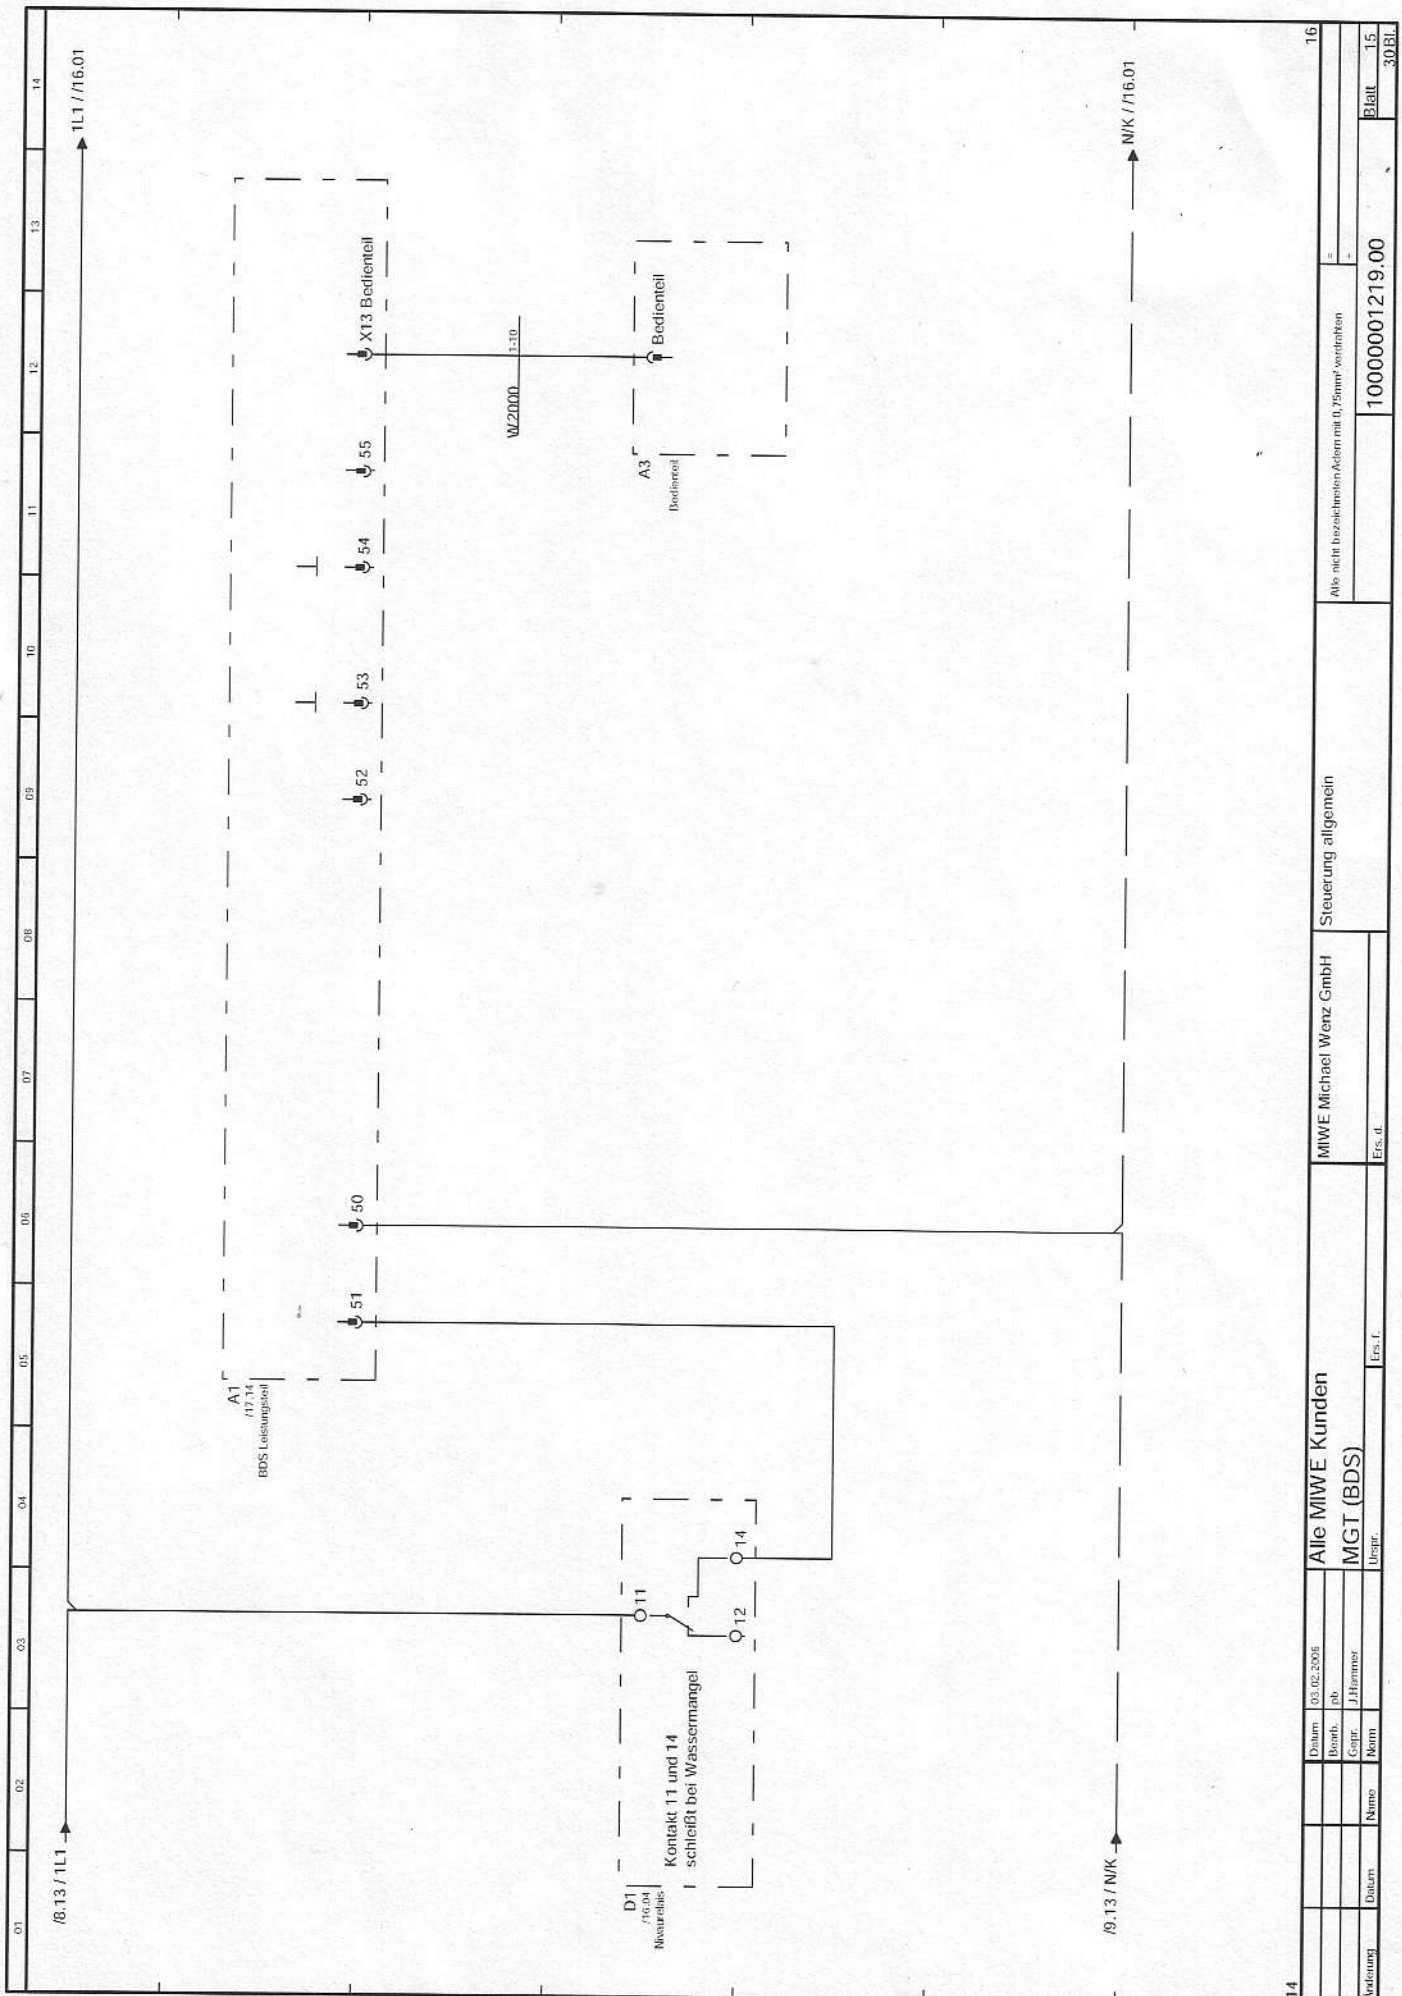 01
02
03
04
05
06
07
08
09
10
11
12
13
14
/8.13 / 1L1
1L1 / /16.01
A1
/17.14
BDS Leistungsteil
51
50
52
53
54
55
X13 Bedienteil
W2000
1-10
A3
Bedienteil
Bedienteil
D1
/16.04
Nivaurelais
Kontakt 11 und 14
schleißt bei Wassermangel
11
12
14
/9.13 / N/K
N/K / /16.01
14
16
Datum 03.02.2006
Bearb. pb
Gepr. J.Hammer
Änderung Datum Name Norm
Alle MIWE Kunden
MGT (BDS)
Urspr. Ers. f. Ers. d.
MIWE Michael Wenz GmbH
Steuerung allgemein
Alle nicht bezeichneten Adern mit 0,75mm² verdrahten
=
+
10000001219.00
Blatt 15
30 Bl.